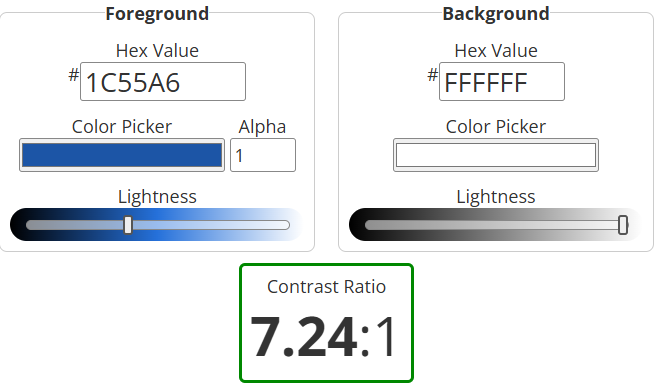 Foreground
Hex Value
#1C55A6
Color Picker Alpha
1
Lightness
Background
Hex Value
#FFFFFF
Color Picker
Lightness
Contrast Ratio
7.24:1